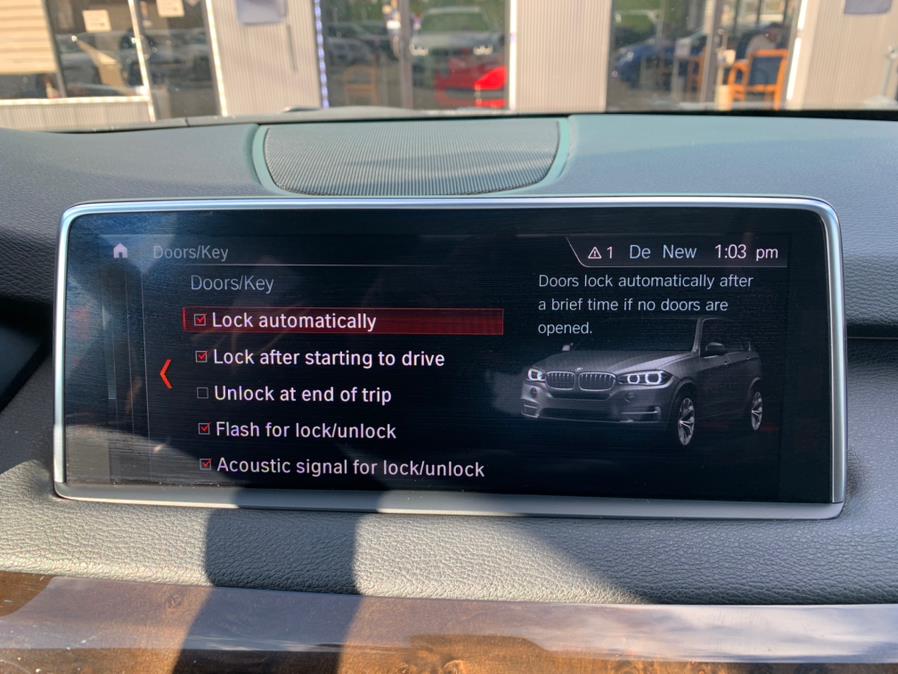 Doors/Key
1 De New 1:03 pm
Doors/Key
Lock automatically
Lock after starting to drive
Unlock at end of trip
Flash for lock/unlock
Acoustic signal for lock/unlock
Doors lock automatically after
a brief time if no doors are
opened.